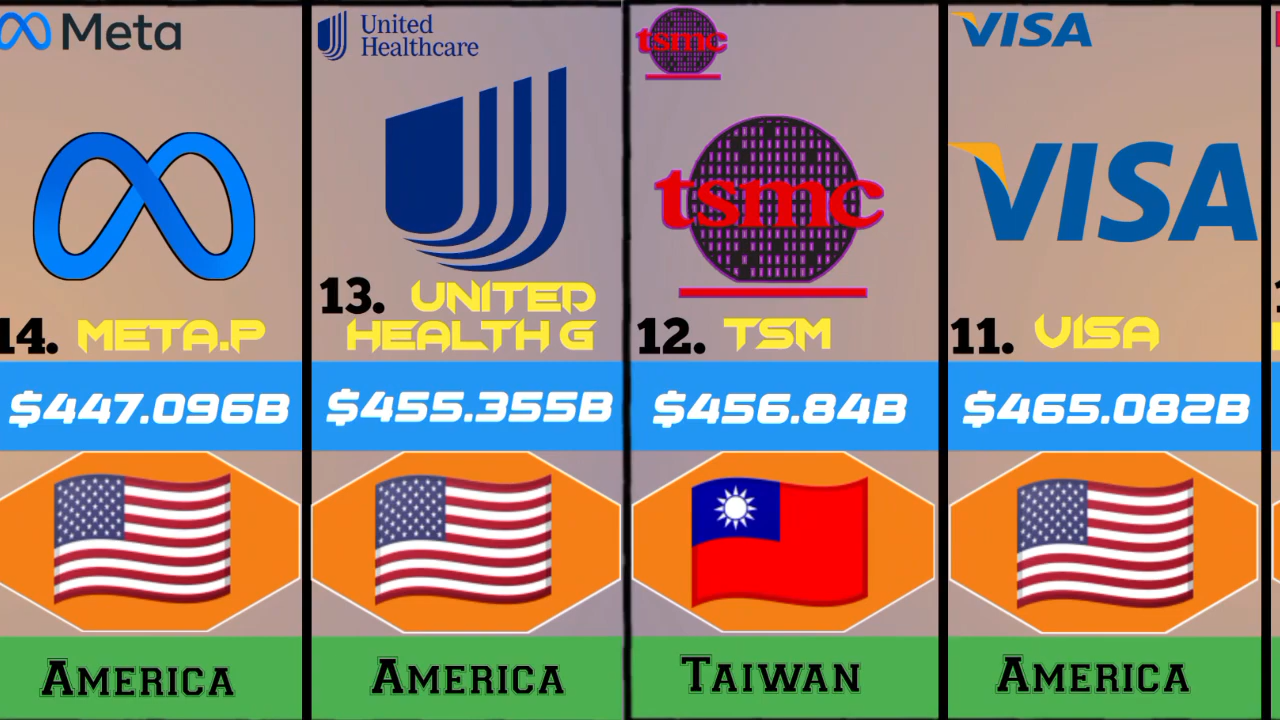 Meta
14. META.P
$447.096B
AMERICA
United
Healthcare
13. UNITED
HEALTH G
$455.355B
AMERICA
tsmc
tsmc
12. TSM
$456.84B
TAIWAN
VISA
VISA
11. VISA
$465.082B
AMERICA